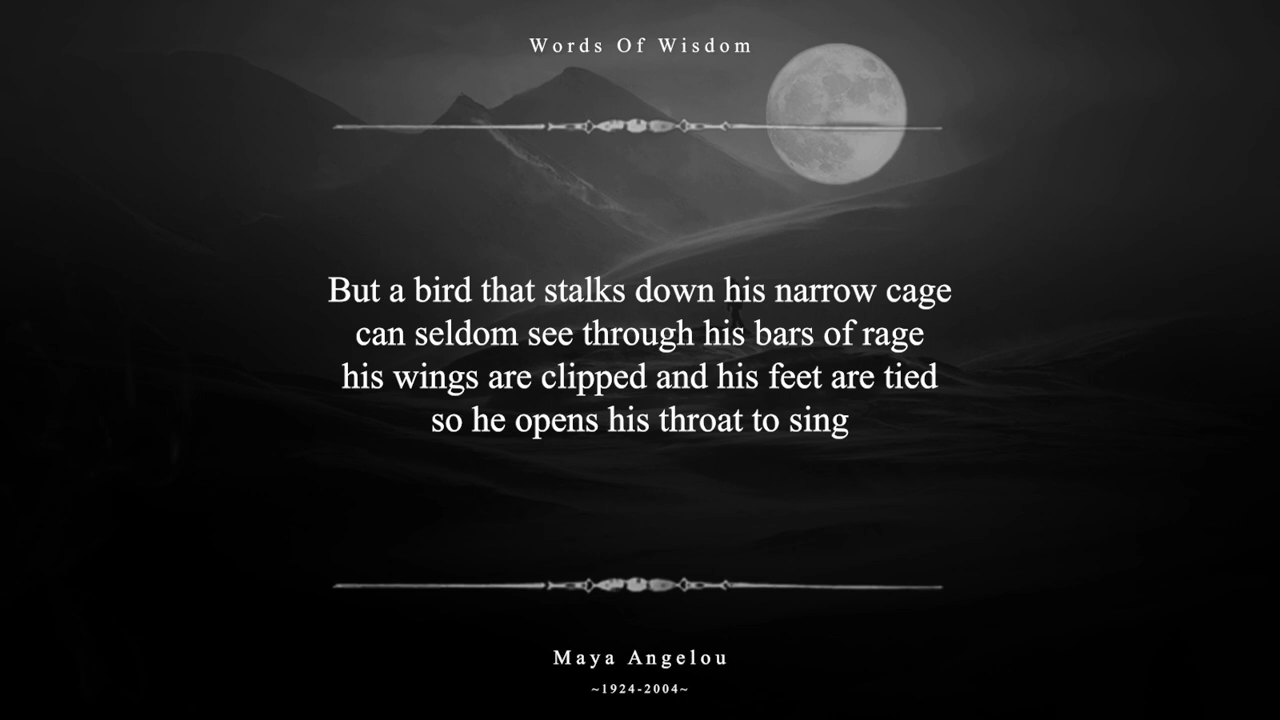 Words Of Wisdom
But a bird that stalks down his narrow cage
can seldom see through his bars of rage
his wings are clipped and his feet are tied
so he opens his throat to sing
Maya Angelou
~1924-2004~